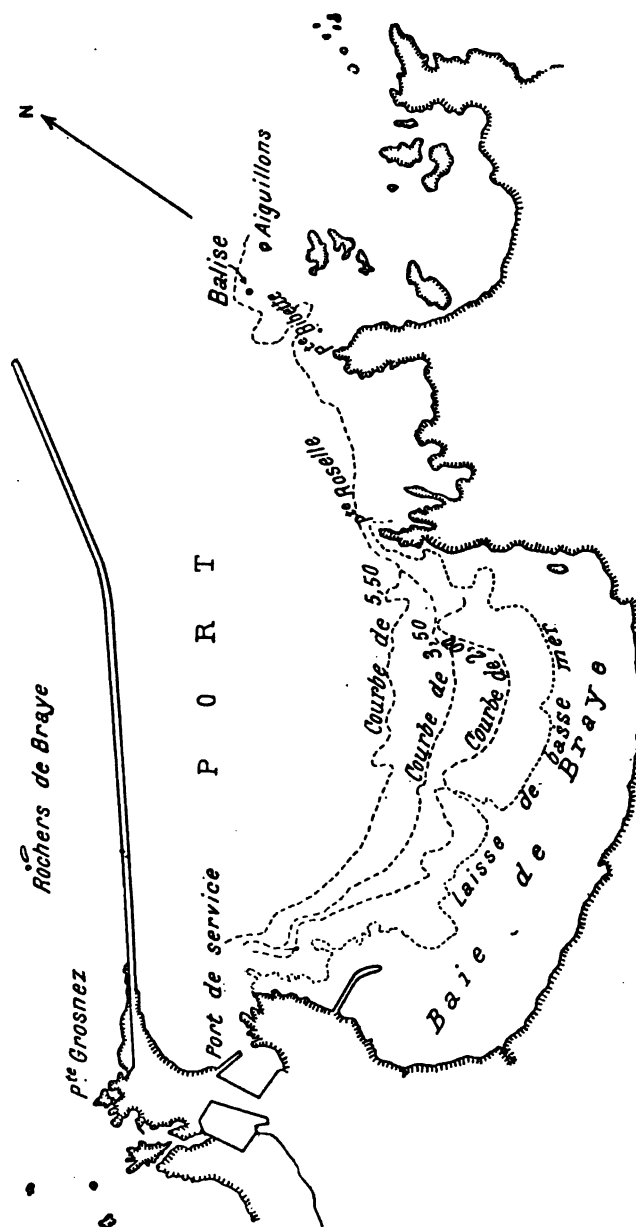 N
Rochers de Braye
Balise
Aiguillons
pte Bibette
pte Grosnez
PORT
pte Roselle
Port de service
Courbe de 5,50
Courbe de 3,50
Courbe de 2,00
Laisse de basse mer
Baie de Braye